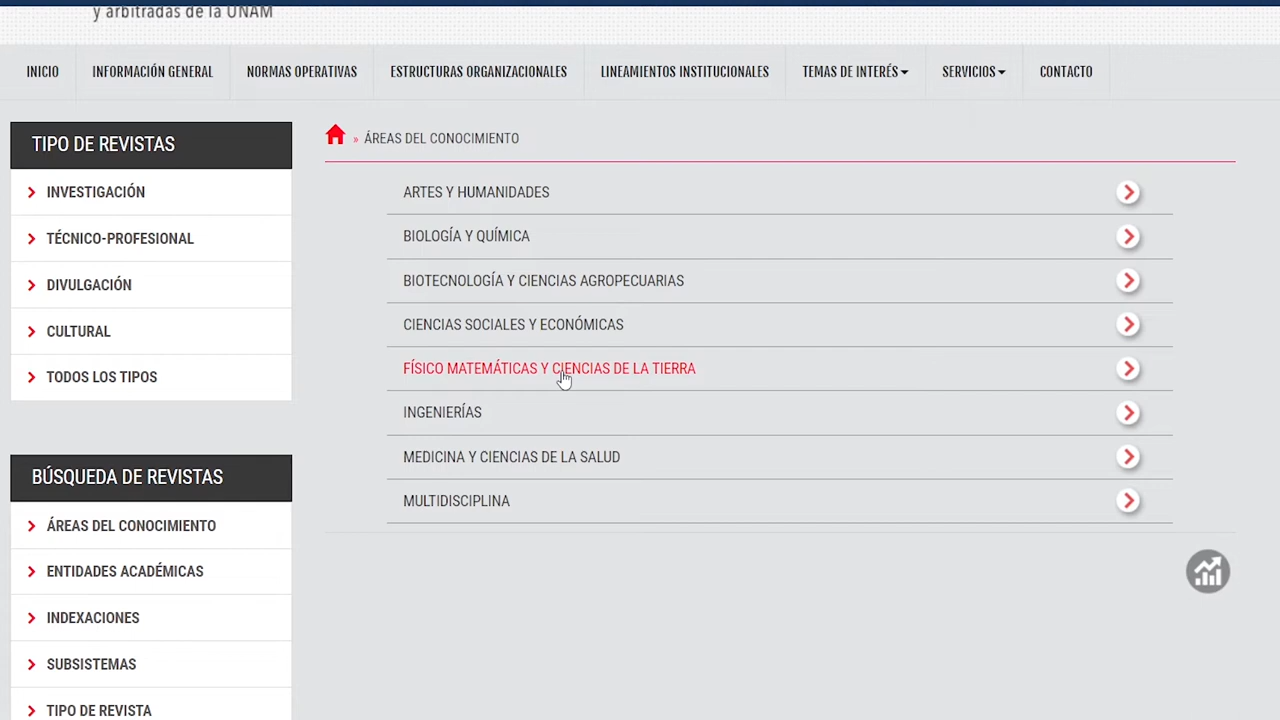 y arbitradas de la UNAM
INICIO INFORMACIÓN GENERAL NORMAS OPERATIVAS ESTRUCTURAS ORGANIZACIONALES LINEAMIENTOS INSTITUCIONALES TEMAS DE INTERÉS SERVICIOS CONTACTO
TIPO DE REVISTAS
INVESTIGACIÓN
TÉCNICO-PROFESIONAL
DIVULGACIÓN
CULTURAL
TODOS LOS TIPOS
BÚSQUEDA DE REVISTAS
ÁREAS DEL CONOCIMIENTO
ENTIDADES ACADÉMICAS
INDEXACIONES
SUBSISTEMAS
TIPO DE REVISTA
» ÁREAS DEL CONOCIMIENTO
ARTES Y HUMANIDADES
BIOLOGÍA Y QUÍMICA
BIOTECNOLOGÍA Y CIENCIAS AGROPECUARIAS
CIENCIAS SOCIALES Y ECONÓMICAS
FÍSICO MATEMÁTICAS Y CIENCIAS DE LA TIERRA
INGENIERÍAS
MEDICINA Y CIENCIAS DE LA SALUD
MULTIDISCIPLINA